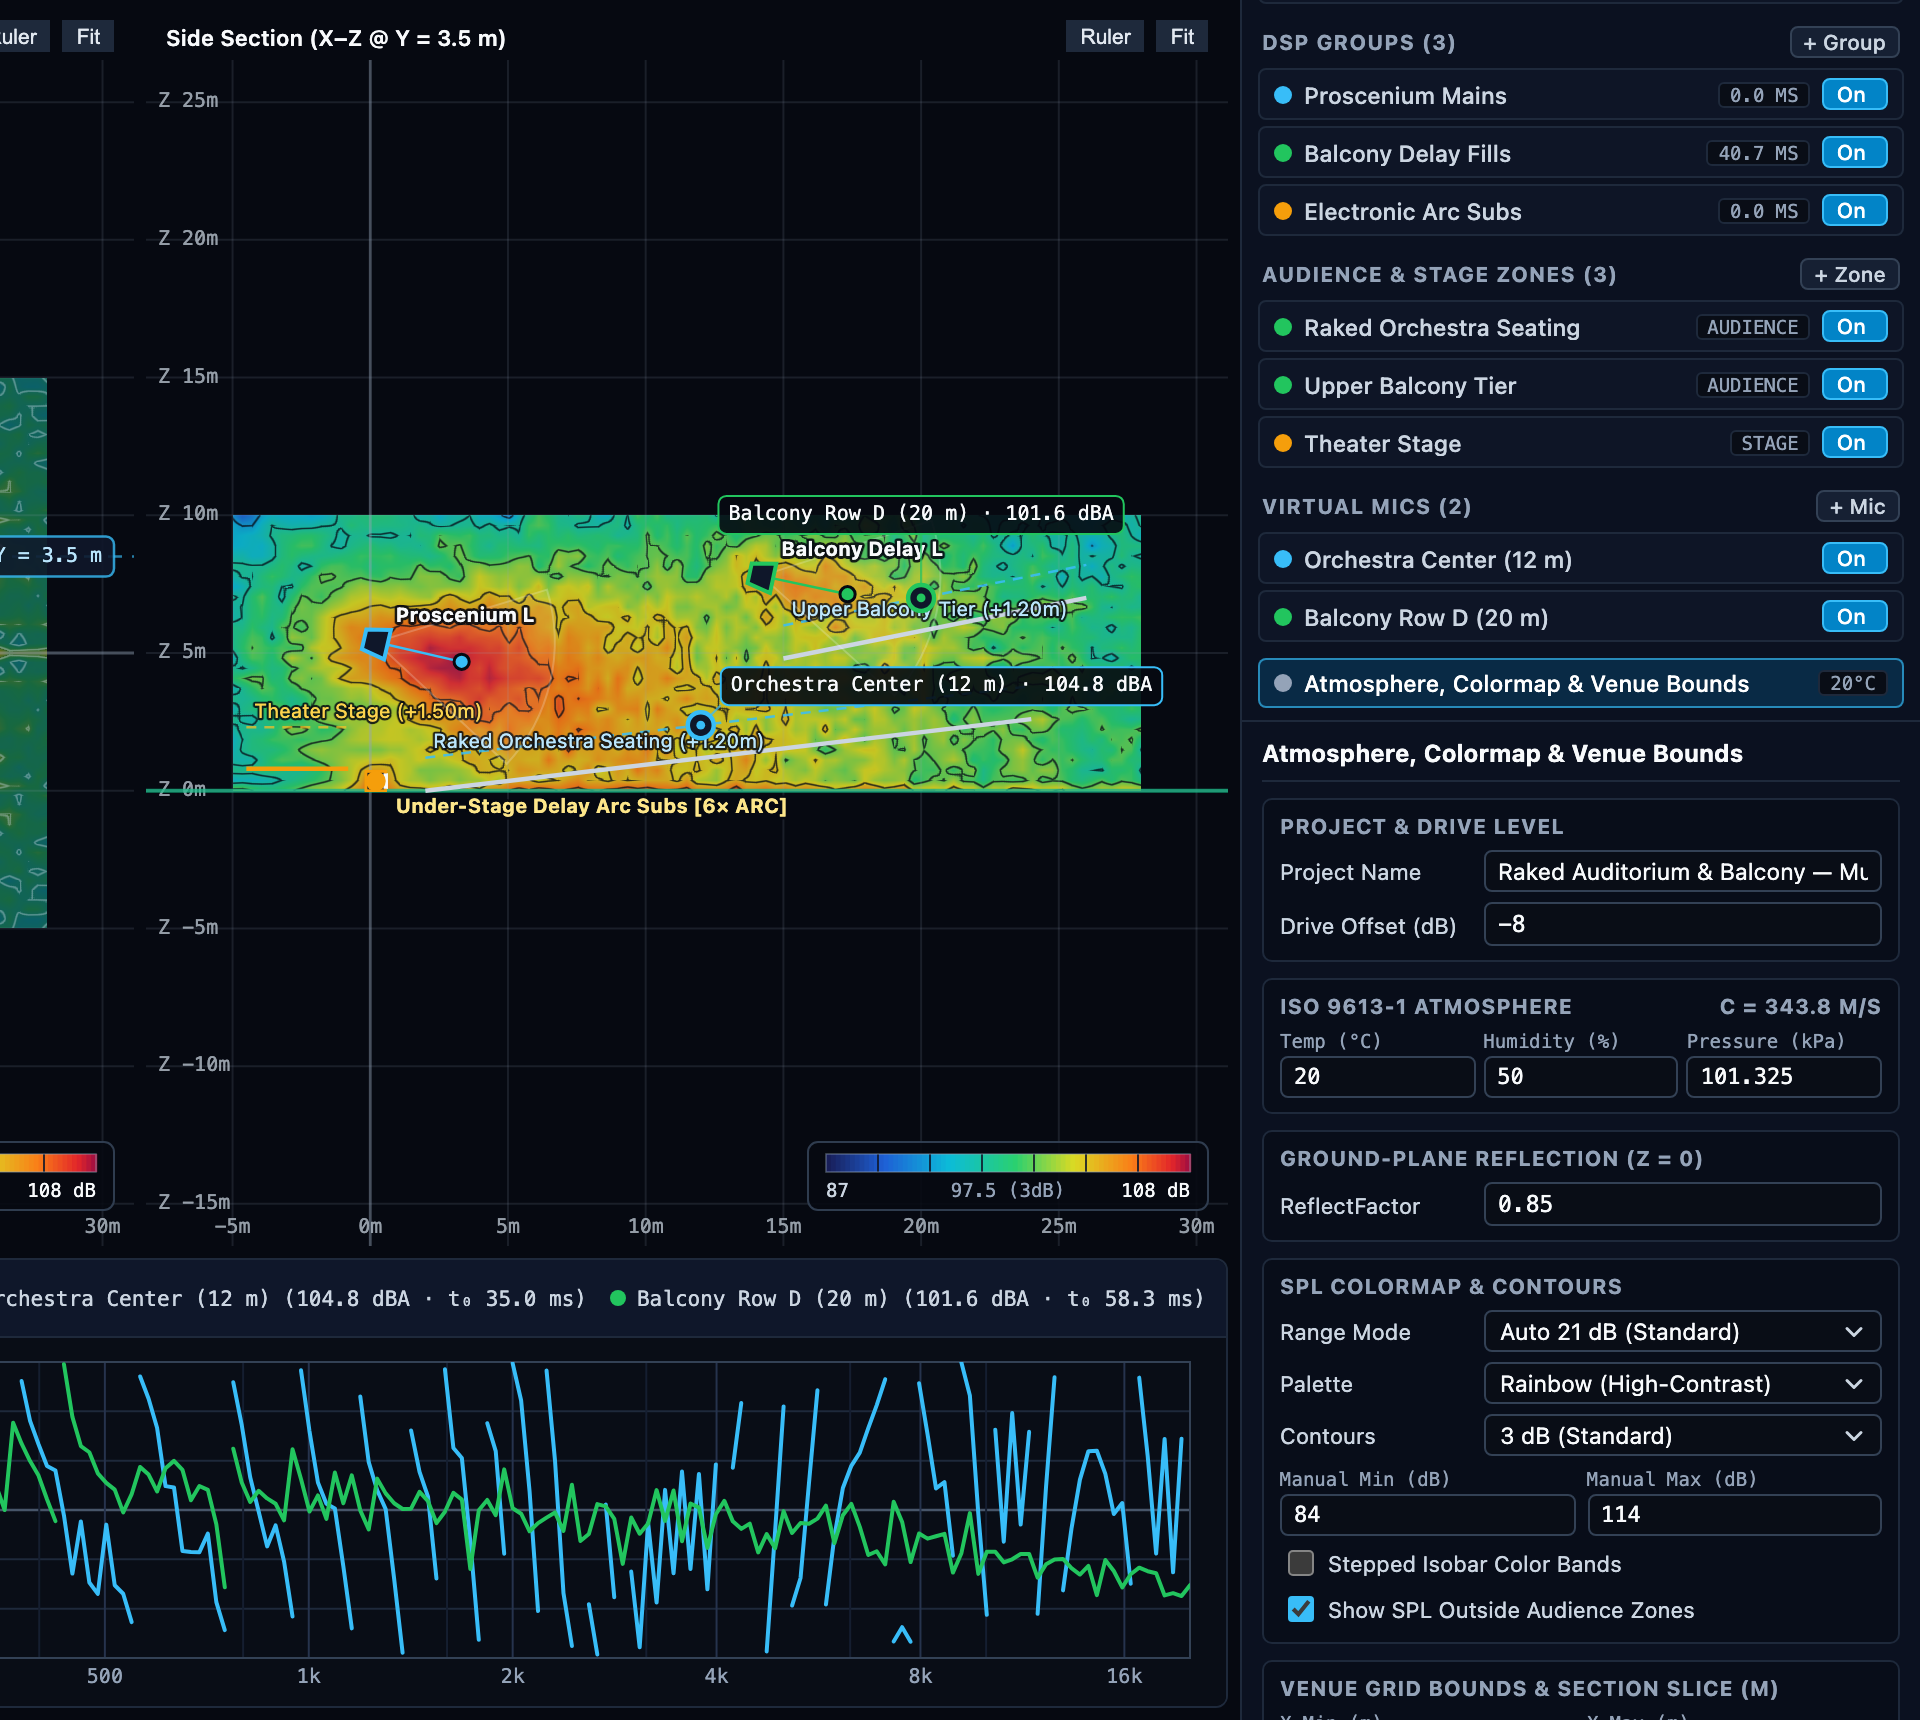 Fit
Side Section (X–Z @ Y = 3.5 m)
Ruler
Fit
Z 25m
Z 20m
Z 15m
Z 10m
Z 5m
Z 0m
Z −5m
Z −10m
Z −15m
Y = 3.5 m
Balcony Row D (20 m) · 101.6 dBA
Balcony Delay L
Upper Balcony Tier (+1.20m)
Proscenium L
Orchestra Center (12 m) · 104.8 dBA
Theater Stage (+1.50m)
Raked Orchestra Seating (+1.20m)
Under-Stage Delay Arc Subs [6× ARC]
108 dB
87
97.5 (3dB)
108 dB
30m
−5m
0m
5m
10m
15m
20m
25m
30m
rchestra Center (12 m) (104.8 dBA · t₀ 35.0 ms)
Balcony Row D (20 m) (101.6 dBA · t₀ 58.3 ms)
500
1k
2k
4k
8k
16k
DSP GROUPS (3)
+ Group
Proscenium Mains
0.0 MS
On
Balcony Delay Fills
40.7 MS
On
Electronic Arc Subs
0.0 MS
On
AUDIENCE & STAGE ZONES (3)
+ Zone
Raked Orchestra Seating
AUDIENCE
On
Upper Balcony Tier
AUDIENCE
On
Theater Stage
STAGE
On
VIRTUAL MICS (2)
+ Mic
Orchestra Center (12 m)
On
Balcony Row D (20 m)
On
Atmosphere, Colormap & Venue Bounds
20°C
Atmosphere, Colormap & Venue Bounds
PROJECT & DRIVE LEVEL
Project Name
Raked Auditorium & Balcony — Mu
Drive Offset (dB)
−8
ISO 9613-1 ATMOSPHERE
C = 343.8 M/S
Temp (°C)
Humidity (%)
Pressure (kPa)
20
50
101.325
GROUND-PLANE REFLECTION (Z = 0)
ReflectFactor
0.85
SPL COLORMAP & CONTOURS
Range Mode
Auto 21 dB (Standard)
Palette
Rainbow (High-Contrast)
Contours
3 dB (Standard)
Manual Min (dB)
Manual Max (dB)
84
114
Stepped Isobar Color Bands
Show SPL Outside Audience Zones
VENUE GRID BOUNDS & SECTION SLICE (M)